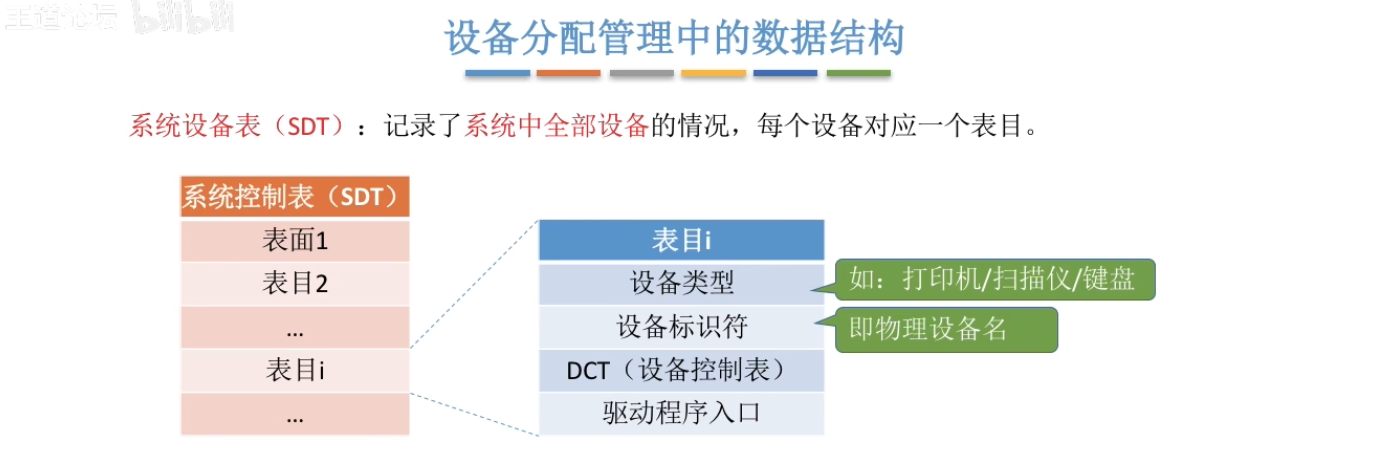 王道论坛 bilibili
设备分配管理中的数据结构
系统设备表（SDT）：记录了系统中全部设备的情况，每个设备对应一个表目。
系统控制表（SDT）
表面1
表目2
...
表目i
...
表目i
设备类型
设备标识符
DCT（设备控制表）
驱动程序入口
如：打印机/扫描仪/键盘
即物理设备名